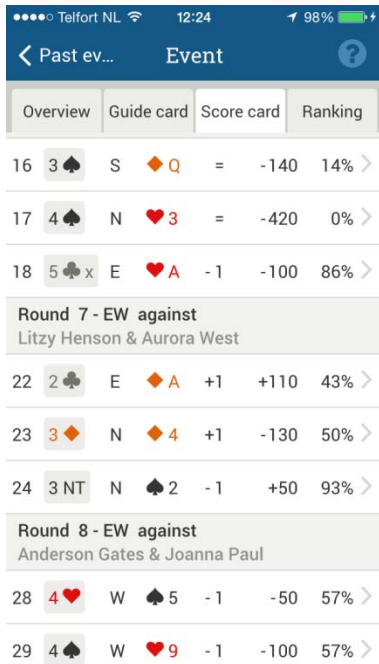 Telfort NL 12:24 98%
Past ev... Event ?
Overview Guide card Score card Ranking
16 3♠ S ♦ Q = -140 14%
17 4♠ N ♥ 3 = -420 0%
18 5♣ x E ♥ A - 1 -100 86%
Round 7 - EW against
Litzy Henson & Aurora West
22 2♣ E ♦ A +1 +110 43%
23 3♦ N ♦ 4 +1 -130 50%
24 3 NT N ♠ 2 - 1 +50 93%
Round 8 - EW against
Anderson Gates & Joanna Paul
28 4♥ W ♠ 5 - 1 -50 57%
29 4♠ W ♥ 9 - 1 -100 57%